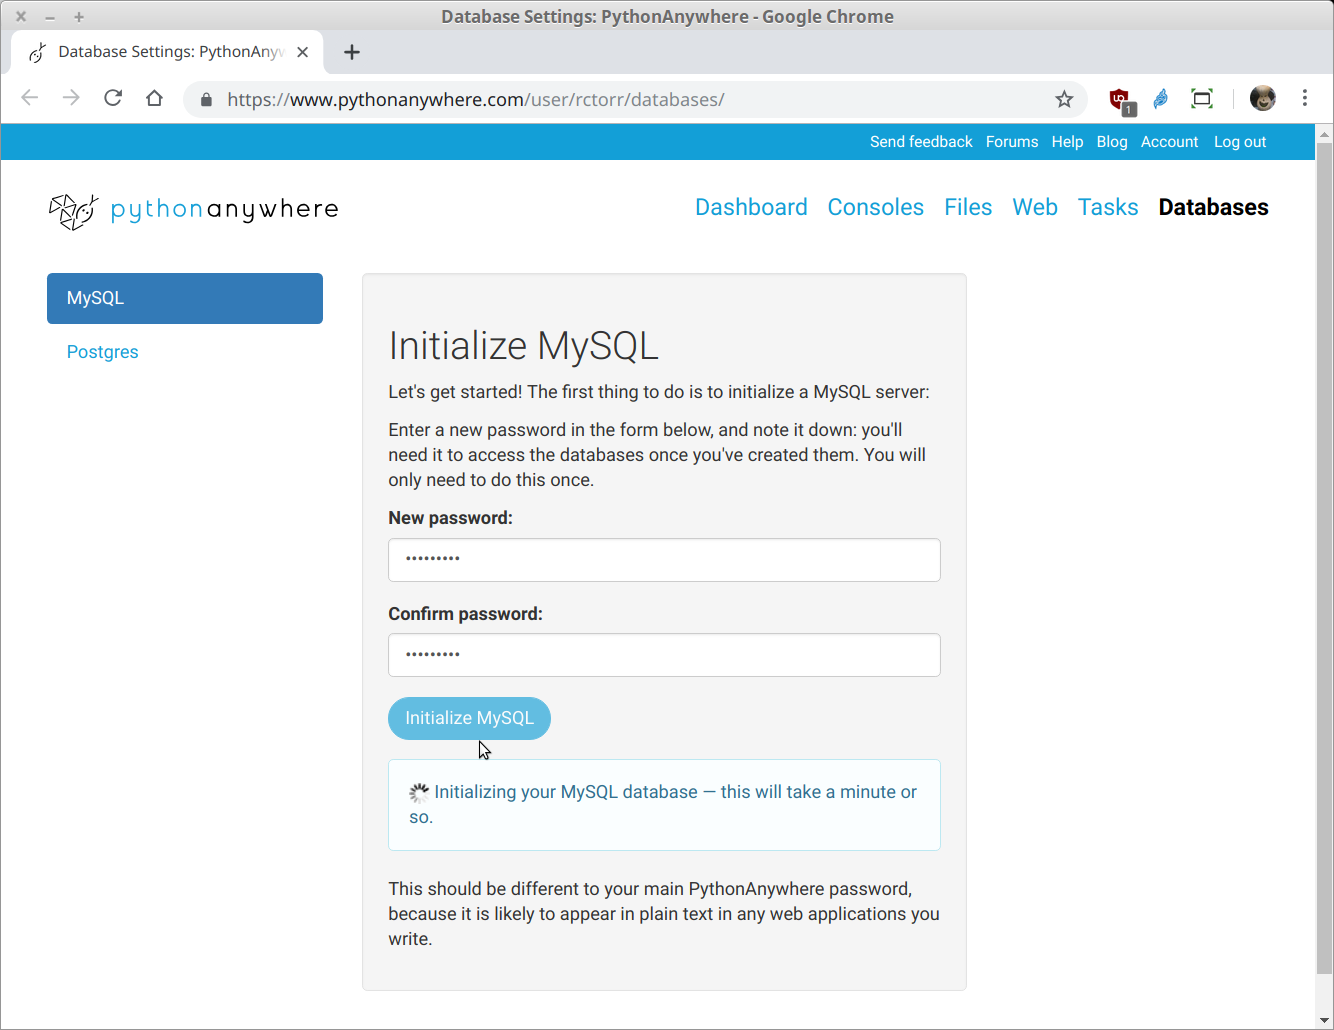 Database Settings: PythonAnywhere - Google Chrome
Database Settings: PythonAnyw
https://www.pythonanywhere.com/user/rctorr/databases/
1
Send feedback Forums Help Blog Account Log out
pythonanywhere
Dashboard Consoles Files Web Tasks Databases
MySQL
Postgres
Initialize MySQL
Let's get started! The first thing to do is to initialize a MySQL server:
Enter a new password in the form below, and note it down: you'll
need it to access the databases once you've created them. You will
only need to do this once.
New password:
•••••••••
Confirm password:
•••••••••
Initialize MySQL
Initializing your MySQL database — this will take a minute or
so.
This should be different to your main PythonAnywhere password,
because it is likely to appear in plain text in any web applications you
write.